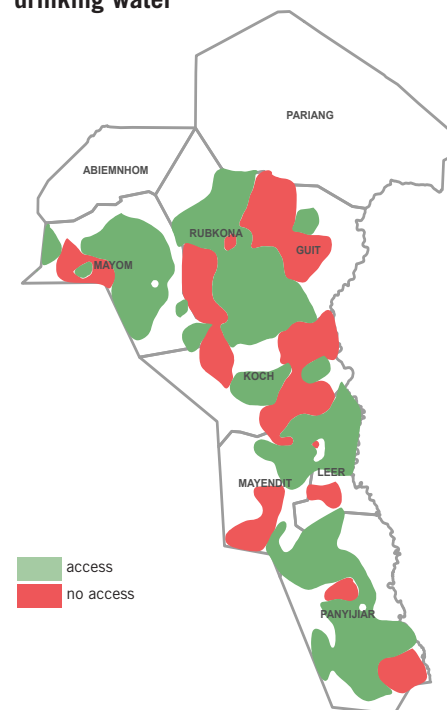 drinking water
PARIANG
ABIEMNHOM
RUBKONA
GUIT
MAYOM
KOCH
LEER
MAYENDIT
access
no access
PANYIJIAR